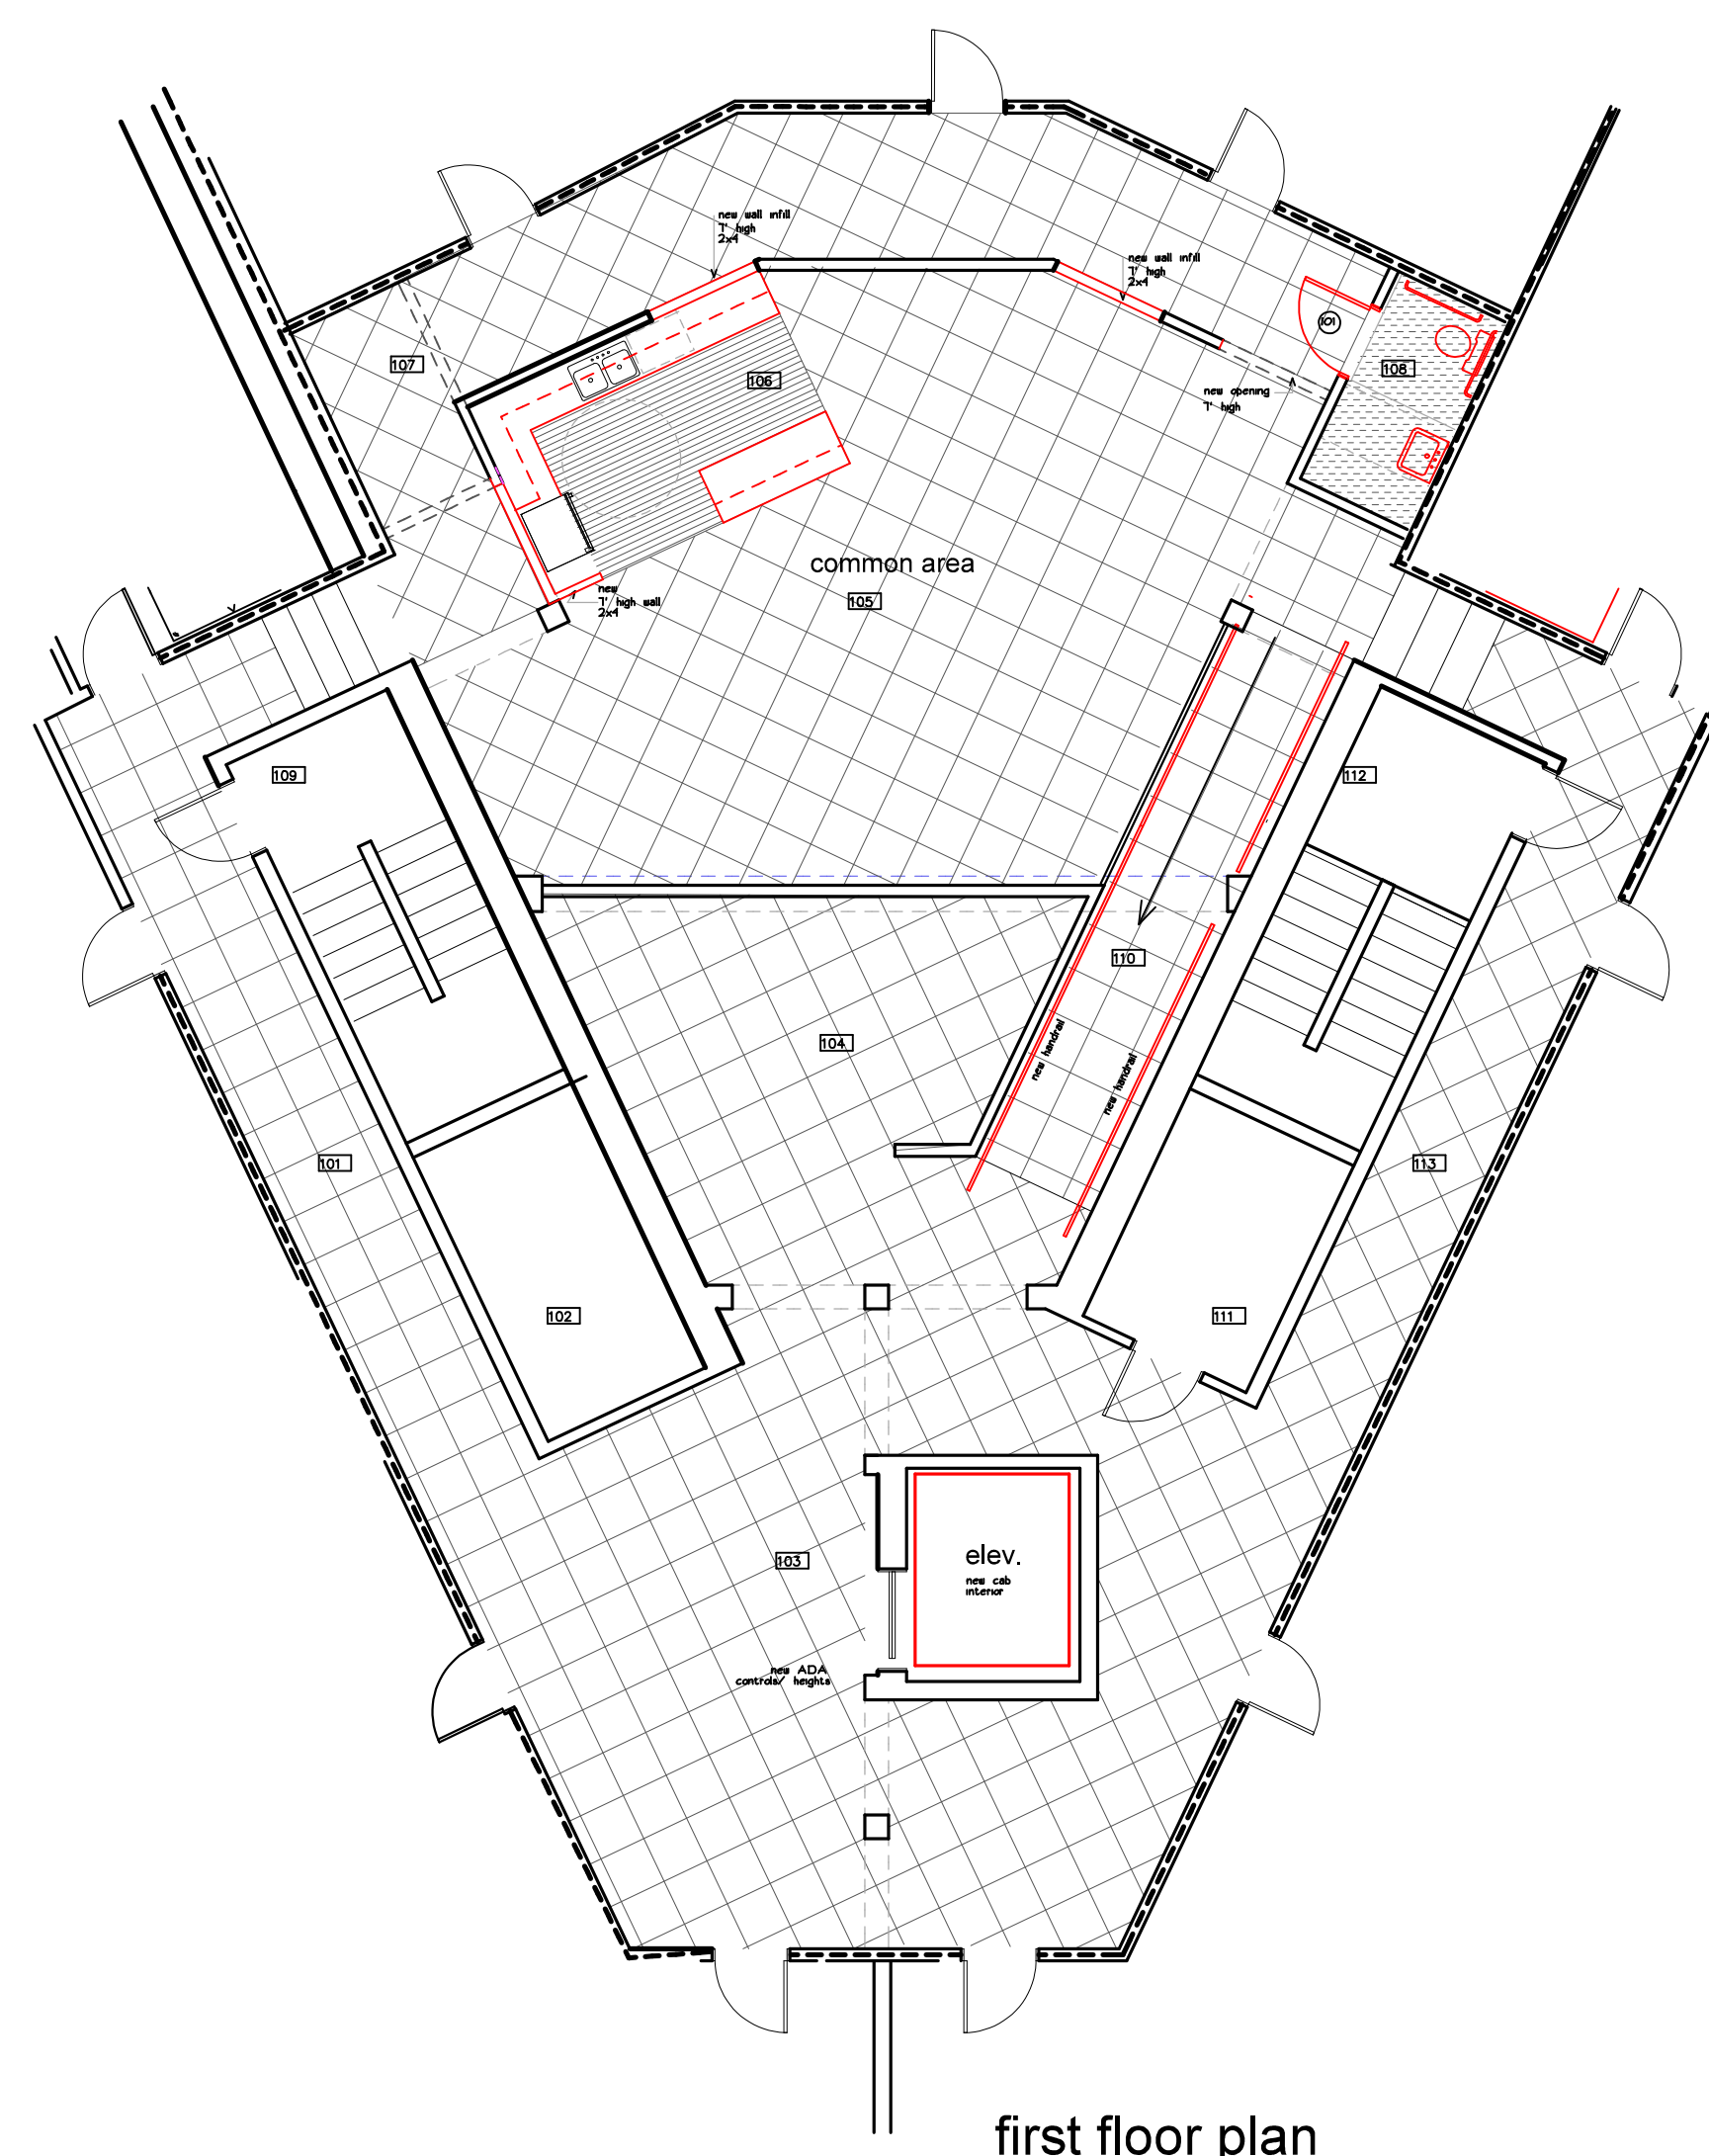 new wall infill
7' high
2x4
new wall infill
7' high
2x4
101
107
108
106
new opening
7' high
common area
105
new
7' high wall
2x4
109
112
110
104
new handrail
new handrail
101
113
102
111
elev.
103
new cab
interior
new ADA
controls/ heights
first floor plan